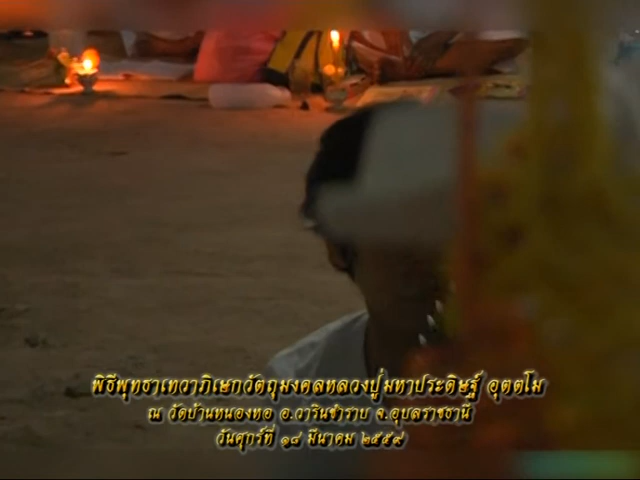 พิธีพุทธาเทวาภิเษกวัตถุมงคลหลวงปู่มหาประดิษฐ์ อุตตโม
ณ วัดบ้านหนองหอ อ.วารินชำราบ จ.อุบลราชธานี
วันศุกร์ที่ ๑๘ มีนาคม ๒๕๕๙